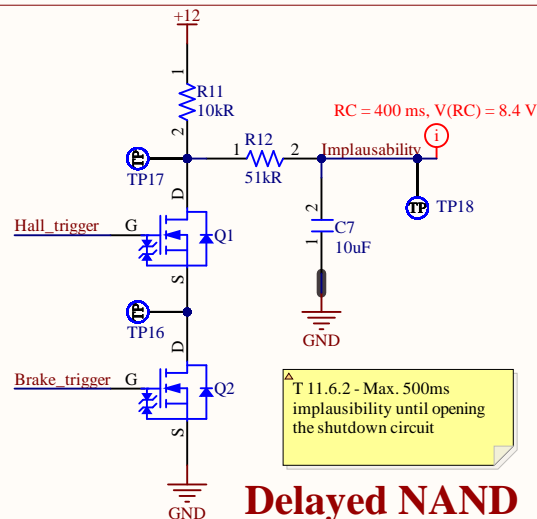 +12
1
R11
10kR
2
RC = 400 ms, V(RC) = 8.4 V
i
R12
1
2
Implausability
51kR
TP
TP17
TP
TP18
D
Hall_trigger
G
Q1
2
C7
1
10uF
S
TP
TP16
GND
D
Brake_trigger
G
Q2
S
T 11.6.2 - Max. 500ms
implausibility until opening
the shutdown circuit
GND
Delayed NAND